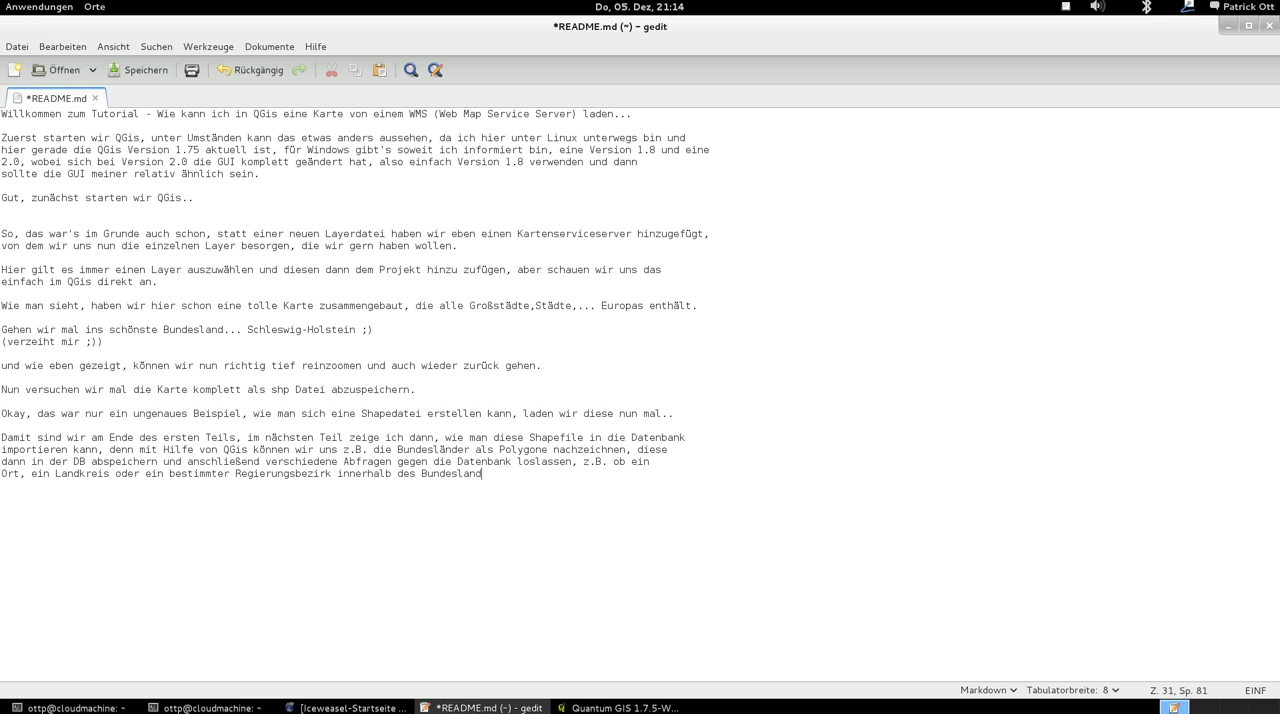 Anwendungen Orte Do, 05. Dez, 21:14 Patrick Ott
*README.md (~) – gedit
Datei Bearbeiten Ansicht Suchen Werkzeuge Dokumente Hilfe
Öffnen Speichern Rückgängig
*README.md
Willkommen zum Tutorial - Wie kann ich in QGis eine Karte von einem WMS (Web Map Service Server) laden...
Zuerst starten wir QGis, unter Umständen kann das etwas anders aussehen, da ich hier unter Linux unterwegs bin und
hier gerade die QGis Version 1.75 aktuell ist, für Windows gibt's soweit ich informiert bin, eine Version 1.8 und eine
2.0, wobei sich bei Version 2.0 die GUI komplett geändert hat, also einfach Version 1.8 verwenden und dann
sollte die GUI meiner relativ ähnlich sein.
Gut, zunächst starten wir QGis..
So, das war's im Grunde auch schon, statt einer neuen Layerdatei haben wir eben einen Kartenserviceserver hinzugefügt,
von dem wir uns nun die einzelnen Layer besorgen, die wir gern haben wollen.
Hier gilt es immer einen Layer auszuwählen und diesen dann dem Projekt hinzu zufügen, aber schauen wir uns das
einfach im QGis direkt an.
Wie man sieht, haben wir hier schon eine tolle Karte zusammengebaut, die alle Großstädte,Städte,... Europas enthält.
Gehen wir mal ins schönste Bundesland... Schleswig-Holstein ;)
(verzeiht mir ;))
und wie eben gezeigt, können wir nun richtig tief reinzoomen und auch wieder zurück gehen.
Nun versuchen wir mal die Karte komplett als shp Datei abzuspeichern.
Okay, das war nur ein ungenaues Beispiel, wie man sich eine Shapedatei erstellen kann, laden wir diese nun mal..
Damit sind wir am Ende des ersten Teils, im nächsten Teil zeige ich dann, wie man diese Shapefile in die Datenbank
importieren kann, denn mit Hilfe von QGis können wir uns z.B. die Bundesländer als Polygone nachzeichnen, diese
dann in der DB abspeichern und anschließend verschiedene Abfragen gegen die Datenbank loslassen, z.B. ob ein
Ort, ein Landkreis oder ein bestimmter Regierungsbezirk innerhalb des Bundesland
Markdown Tabulatorbreite: 8 Z. 31, Sp. 81 EINF
ottp@cloudmachine: ~ ottp@cloudmachine: ~ [Iceweasel-Startseite ... *README.md (~) - gedit Quantum GIS 1.7.5-W...